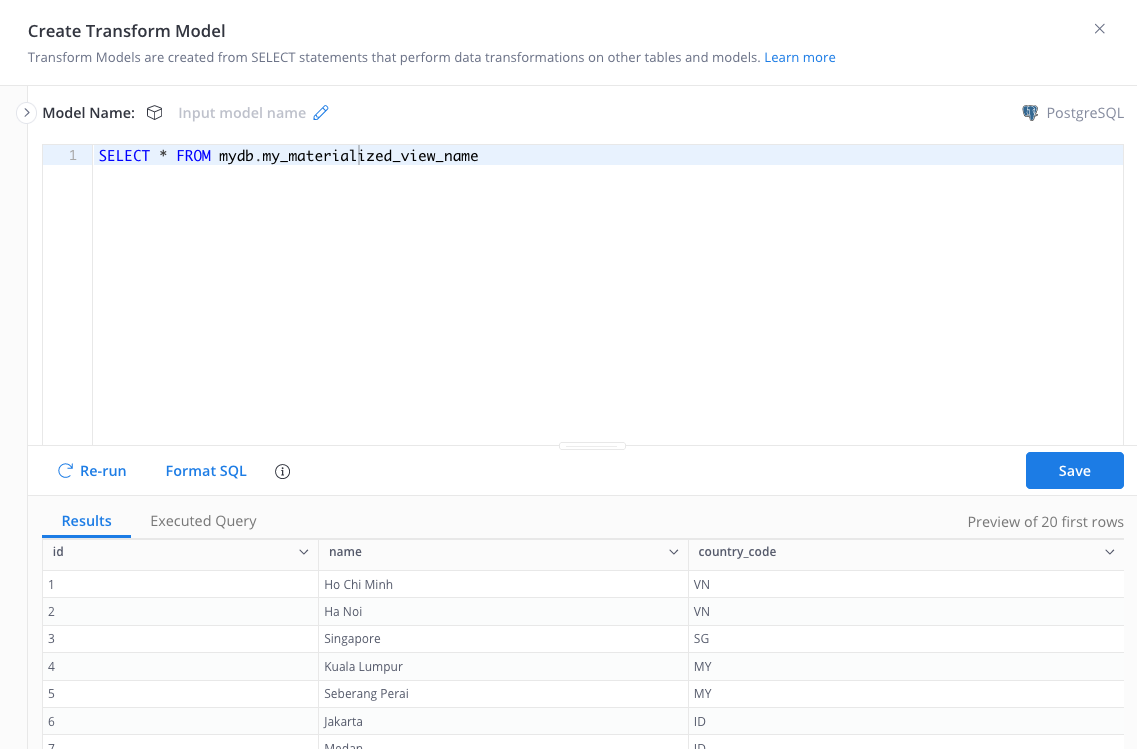 Create Transform Model
Transform Models are created from SELECT statements that perform data transformations on other tables and models. Learn more
Model Name: Input model name PostgreSQL
1 SELECT * FROM mydb.my_materialized_view_name
Re-run Format SQL Save
Results Executed Query Preview of 20 first rows
id name country_code
1 Ho Chi Minh VN
2 Ha Noi VN
3 Singapore SG
4 Kuala Lumpur MY
5 Seberang Perai MY
6 Jakarta ID
7 Medan ID